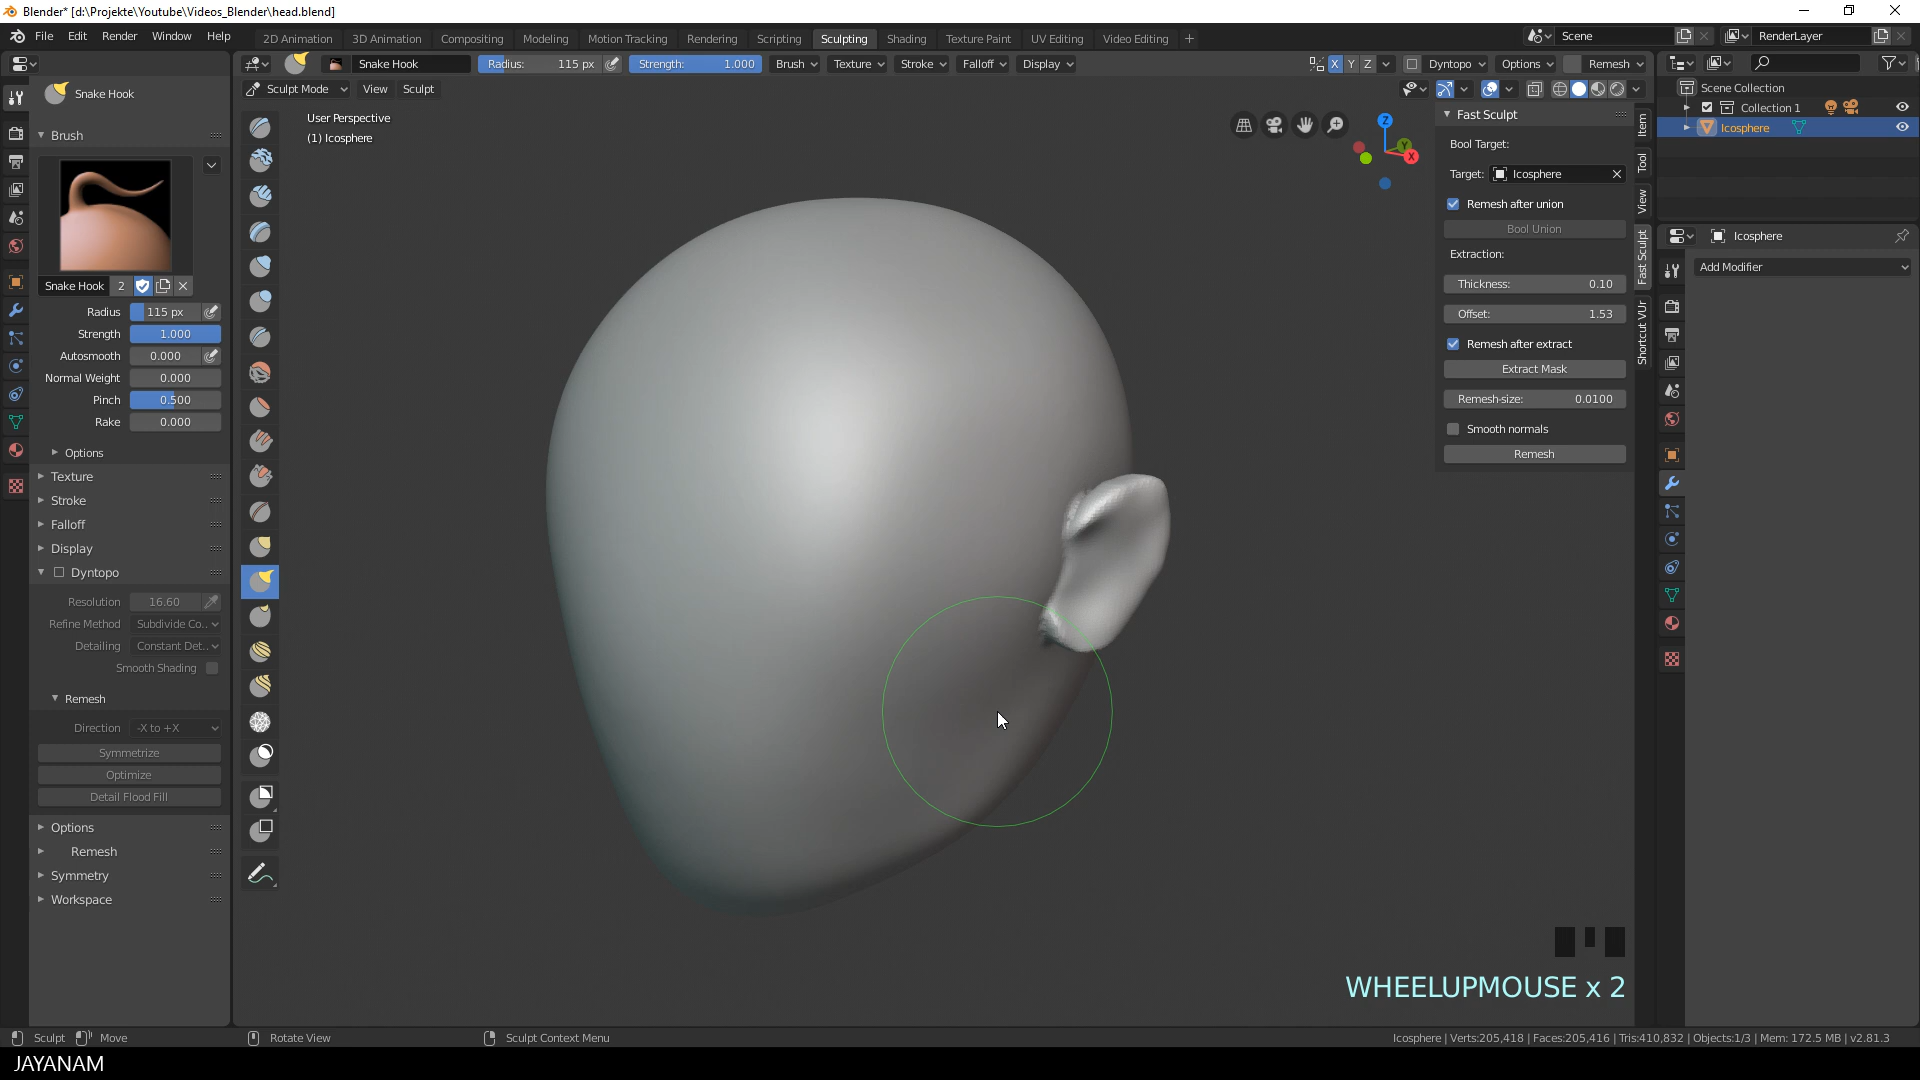 Blender* [d:\Projekte\Youtube\Videos_Blender\head.blend]
File Edit Render Window Help
2D Animation 3D Animation Compositing Modeling Motion Tracking Rendering Scripting Sculpting Shading Texture Paint UV Editing Video Editing +
Scene RenderLayer
Snake Hook Radius: 115 px Strength: 1.000 Brush Texture Stroke Falloff Display
X Y Z Dyntopo Options Remesh
Sculpt Mode View Sculpt
User Perspective
(1) Icosphere
Z
Y
X
Snake Hook
Brush
Snake Hook 2
Radius 115 px
Strength 1.000
Autosmooth 0.000
Normal Weight 0.000
Pinch 0.500
Rake 0.000
Options
Texture
Stroke
Falloff
Display
Dyntopo
Resolution 16.60
Refine Method Subdivide Co..
Detailing Constant Det..
Smooth Shading
Remesh
Direction -X to +X
Symmetrize
Optimize
Detail Flood Fill
Options
Remesh
Symmetry
Workspace
Fast Sculpt
Bool Target:
Target: Icosphere
Remesh after union
Bool Union
Extraction:
Thickness: 0.10
Offset: 1.53
Remesh after extract
Extract Mask
Remesh-size: 0.0100
Smooth normals
Remesh
Item
Tool
View
Fast Sculpt
Shortcut VUr
Scene Collection
Collection 1
Icosphere
Icosphere
Add Modifier
WHEELUPMOUSE x 2
Sculpt Move Rotate View Sculpt Context Menu
Icosphere | Verts:205,418 | Faces:205,416 | Tris:410,832 | Objects:1/3 | Mem: 172.5 MB | v2.81.3
JAYANAM